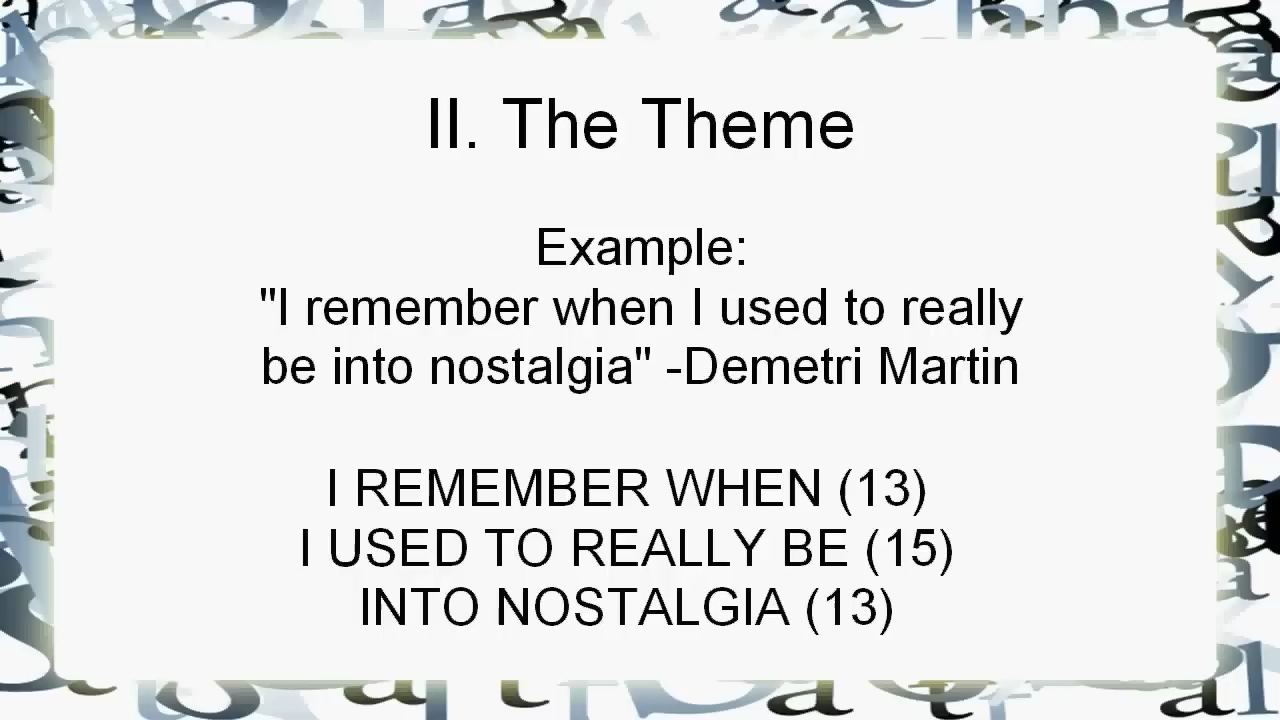 II. The Theme
Example:
"I remember when I used to really
be into nostalgia" -Demetri Martin
I REMEMBER WHEN (13)
I USED TO REALLY BE (15)
INTO NOSTALGIA (13)